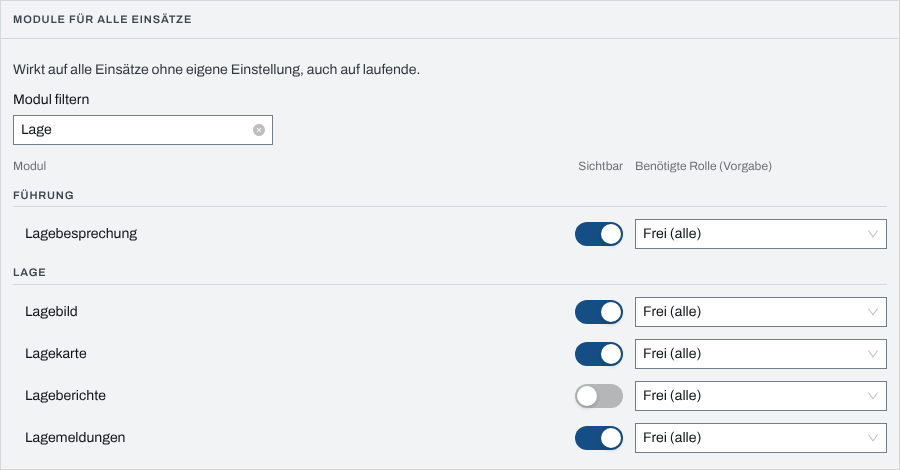 MODULE FÜR ALLE EINSÄTZE
Wirkt auf alle Einsätze ohne eigene Einstellung, auch auf laufende.
Modul filtern
Lage
Modul Sichtbar Benötigte Rolle (Vorgabe)
FÜHRUNG
Lagebesprechung Frei (alle)
LAGE
Lagebild Frei (alle)
Lagekarte Frei (alle)
Lageberichte Frei (alle)
Lagemeldungen Frei (alle)